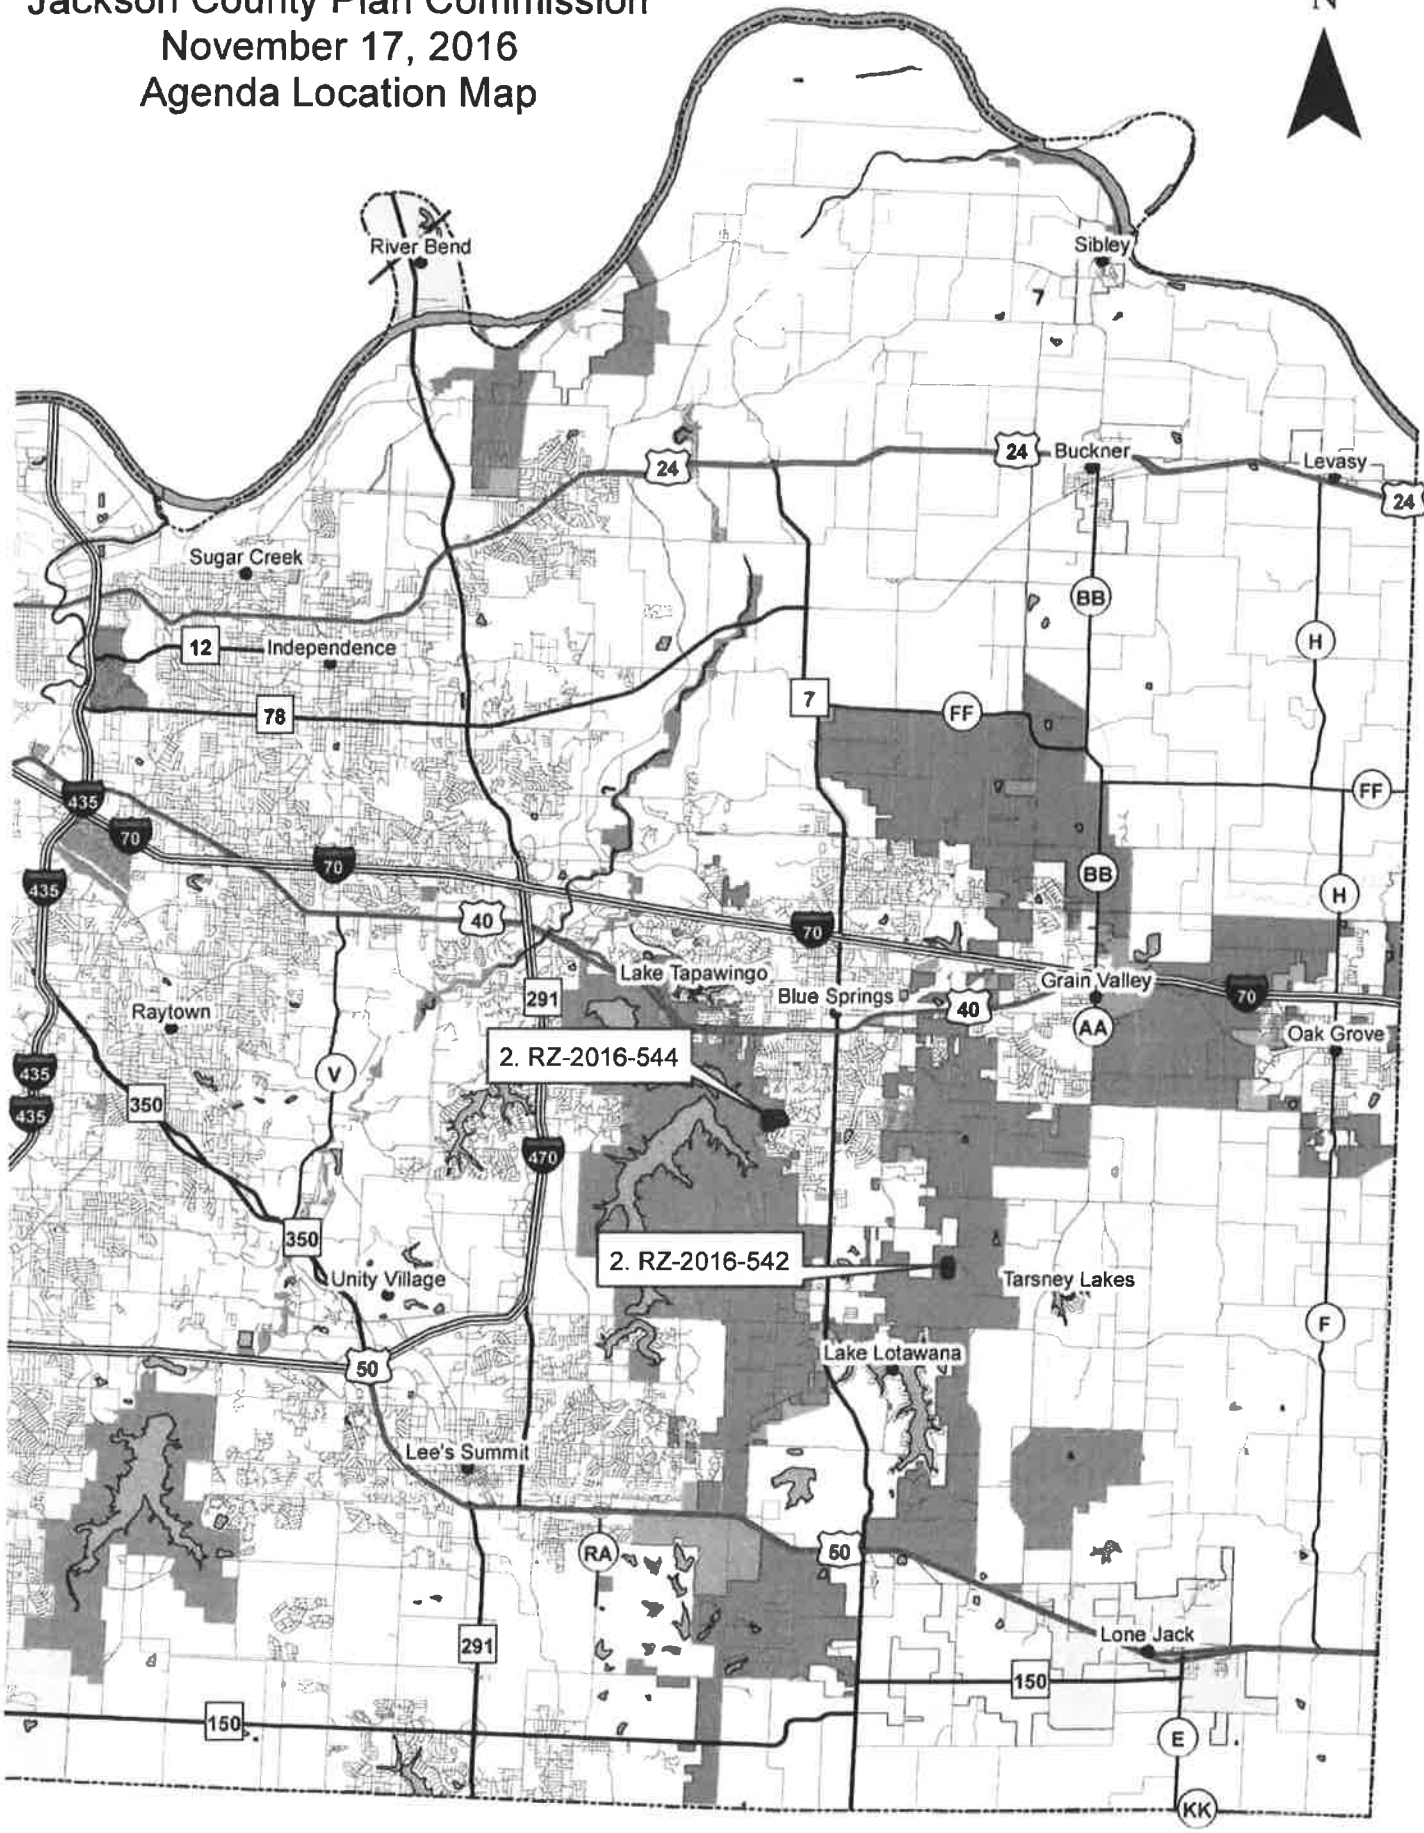 Jackson County Plan Commission
November 17, 2016
Agenda Location Map
N
River Bend
Sibley
24
24
Buckner
Levasy
24
Sugar Creek
BB
12
Independence
H
7
78
FF
435
FF
70
70
BB
435
H
40
70
Lake Tapawingo
Grain Valley
291
Blue Springs
70
40
Raytown
AA
Oak Grove
2. RZ-2016-544
435
V
350
435
470
350
2. RZ-2016-542
Unity Village
Tarsney Lakes
F
50
Lake Lotawana
Lee's Summit
RA
50
291
Lone Jack
150
150
E
KK